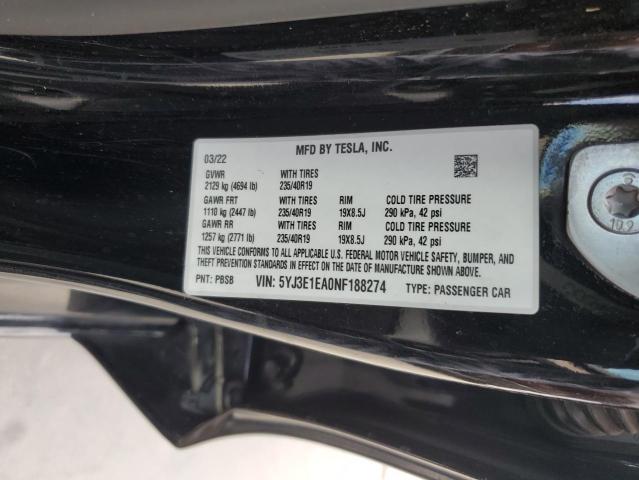 MFD BY TESLA, INC.
03/22
GVWR WITH TIRES
2129 kg (4694 lb) 235/40R19
GAWR FRT WITH TIRES RIM COLD TIRE PRESSURE
1110 kg (2447 lb) 235/40R19 19X8.5J 290 kPa, 42 psi
GAWR RR WITH TIRES RIM COLD TIRE PRESSURE
1257 kg (2771 lb) 235/40R19 19X8.5J 290 kPa, 42 psi
THIS VEHICLE CONFORMS TO ALL APPLICABLE U.S. FEDERAL MOTOR VEHICLE SAFETY, BUMPER, AND
THEFT PREVENTION STANDARDS IN EFFECT ON THE DATE OF MANUFACTURE SHOWN ABOVE.
PNT: PBSB VIN: 5YJ3E1EA0NF188274 TYPE: PASSENGER CAR
10.9